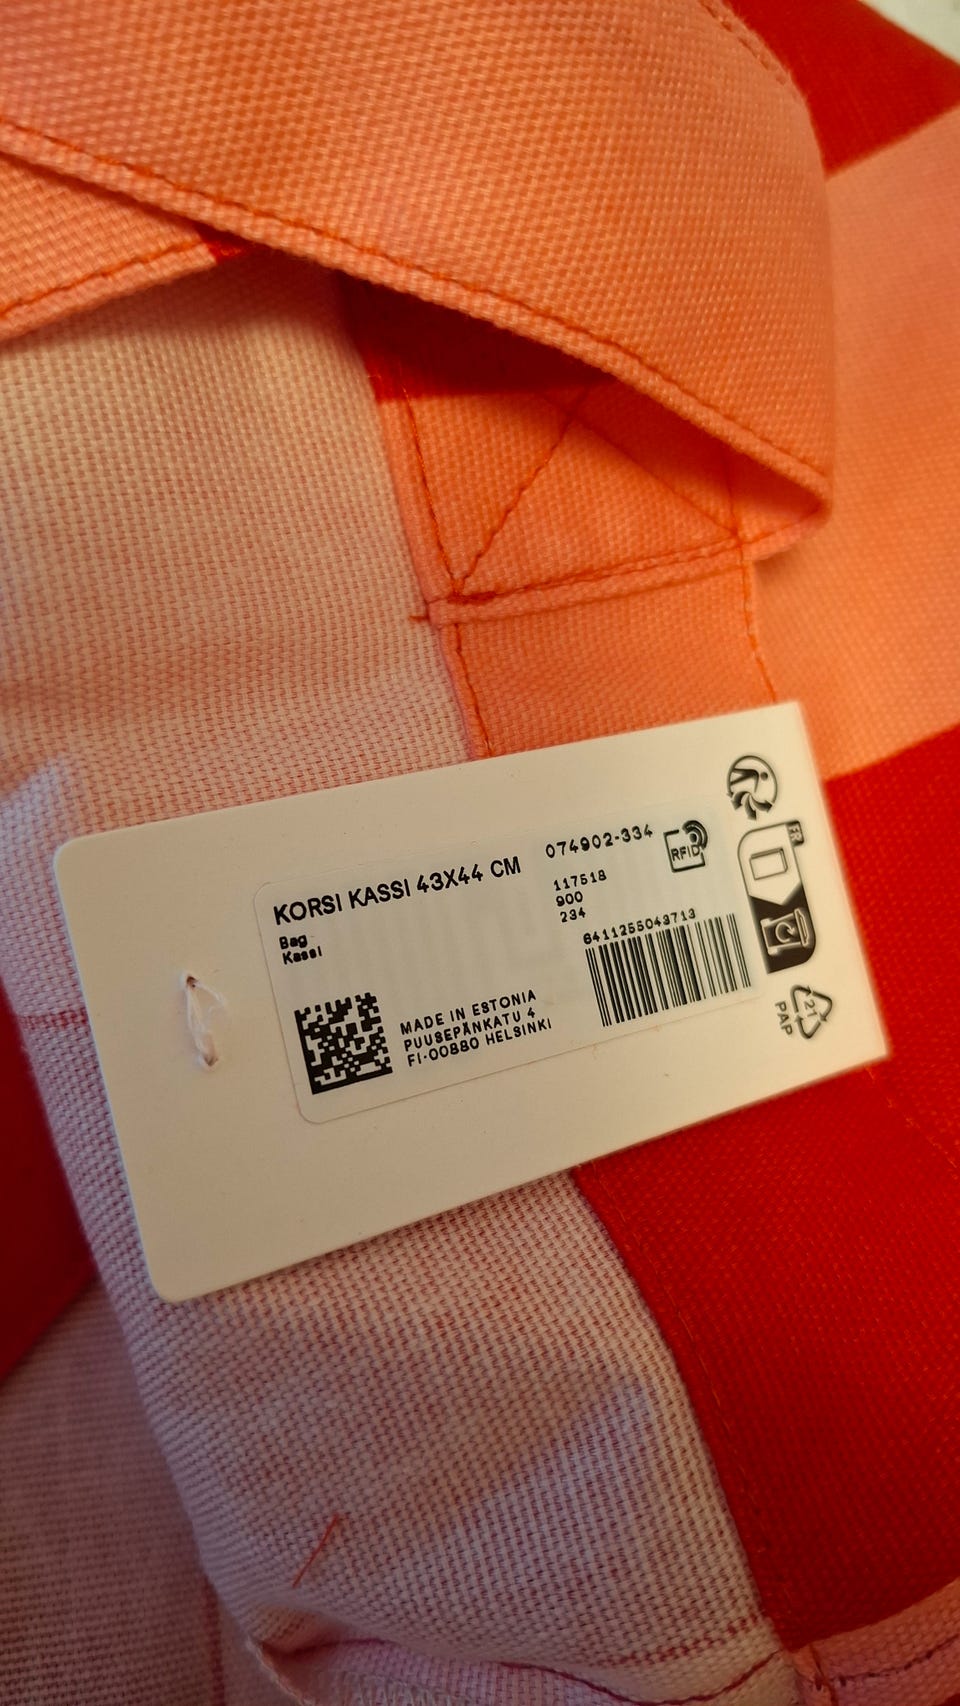 KORSI KASSI 43X44 CM
074902-334
RFID
Bag
Kassi
117518
900
234
6411255043713
MADE IN ESTONIA
PUUSEPÄNKATU 4
FI-00880 HELSINKI
FR
21
PAP